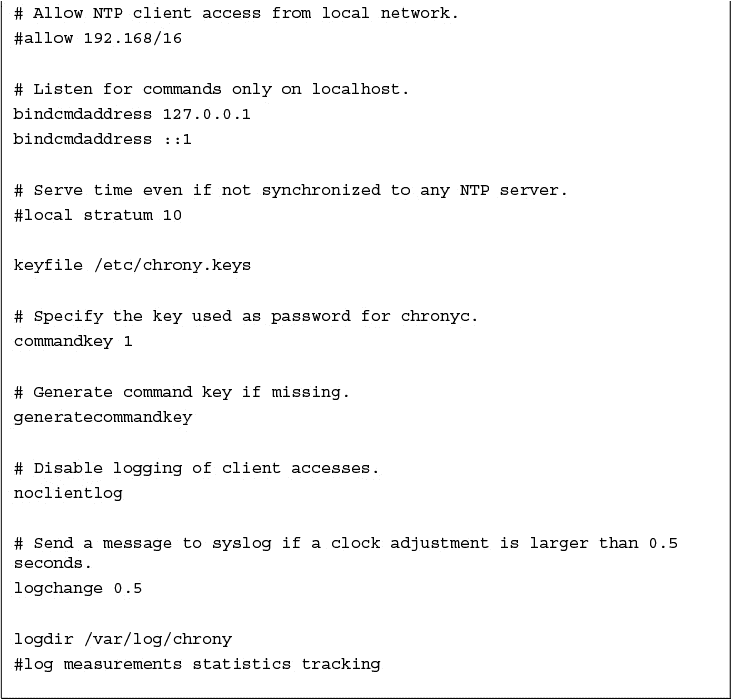 # Allow NTP client access from local network.
#allow 192.168/16
# Listen for commands only on localhost.
bindcmdaddress 127.0.0.1
bindcmdaddress ::1
# Serve time even if not synchronized to any NTP server.
#local stratum 10
keyfile /etc/chrony.keys
# Specify the key used as password for chronyc.
commandkey 1
# Generate command key if missing.
generatecommandkey
# Disable logging of client accesses.
noclientlog
# Send a message to syslog if a clock adjustment is larger than 0.5
seconds.
logchange 0.5
logdir /var/log/chrony
#log measurements statistics tracking